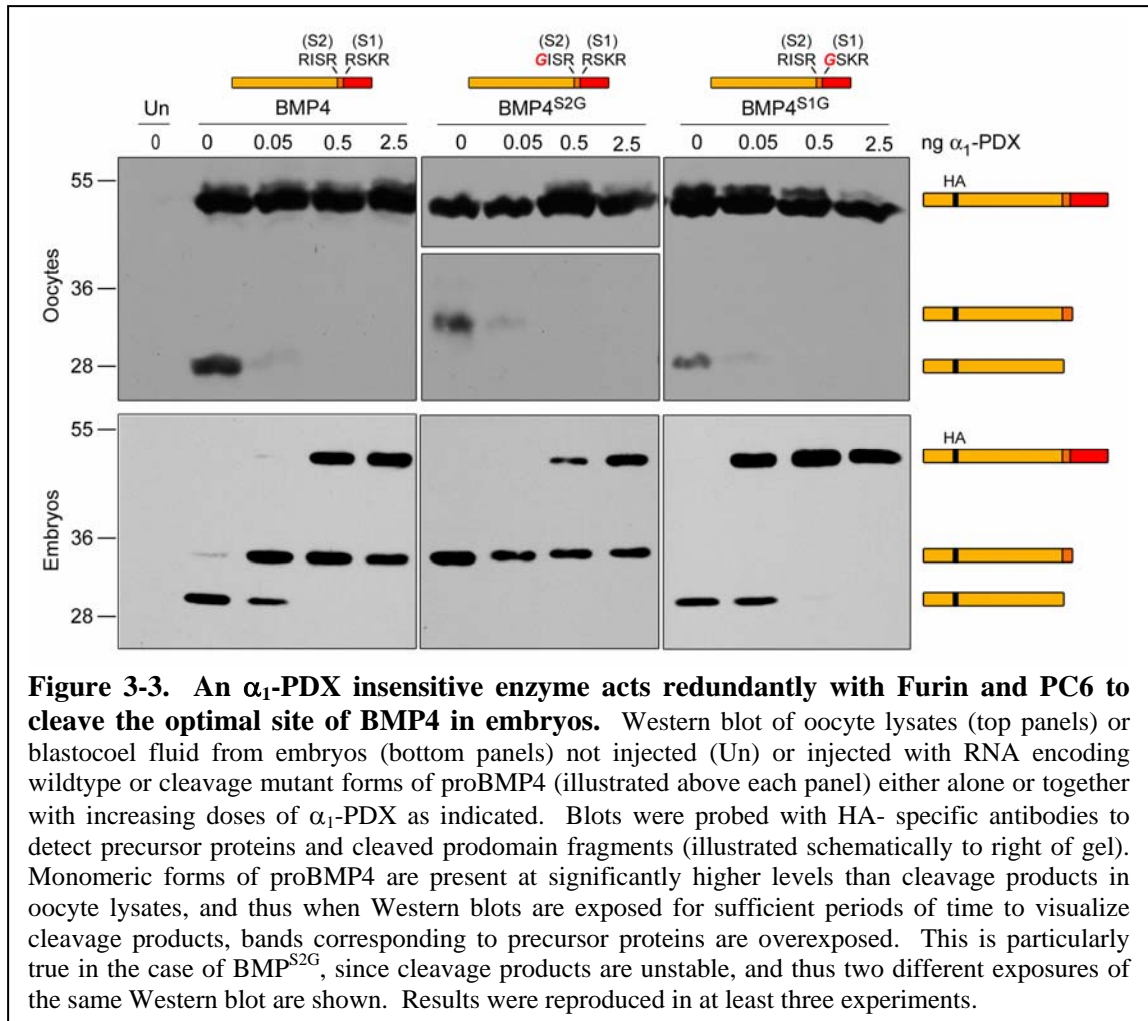 (S2) (S1)
RISR RSKR
(S2) (S1)
GISR RSKR
(S2) (S1)
RISR GSKR
Un BMP4 BMP4S2G BMP4S1G
0 0 0.05 0.5 2.5 0 0.05 0.5 2.5 0 0.05 0.5 2.5 ng α1-PDX
55
36
28
Oocytes
HA
55
36
28
Embryos
HA
Figure 3-3. An α1-PDX insensitive enzyme acts redundantly with Furin and PC6 to
cleave the optimal site of BMP4 in embryos. Western blot of oocyte lysates (top panels) or
blastocoel fluid from embryos (bottom panels) not injected (Un) or injected with RNA encoding
wildtype or cleavage mutant forms of proBMP4 (illustrated above each panel) either alone or together
with increasing doses of α1-PDX as indicated. Blots were probed with HA- specific antibodies to
detect precursor proteins and cleaved prodomain fragments (illustrated schematically to right of gel).
Monomeric forms of proBMP4 are present at significantly higher levels than cleavage products in
oocyte lysates, and thus when Western blots are exposed for sufficient periods of time to visualize
cleavage products, bands corresponding to precursor proteins are overexposed. This is particularly
true in the case of BMPS2G, since cleavage products are unstable, and thus two different exposures of
the same Western blot are shown. Results were reproduced in at least three experiments.